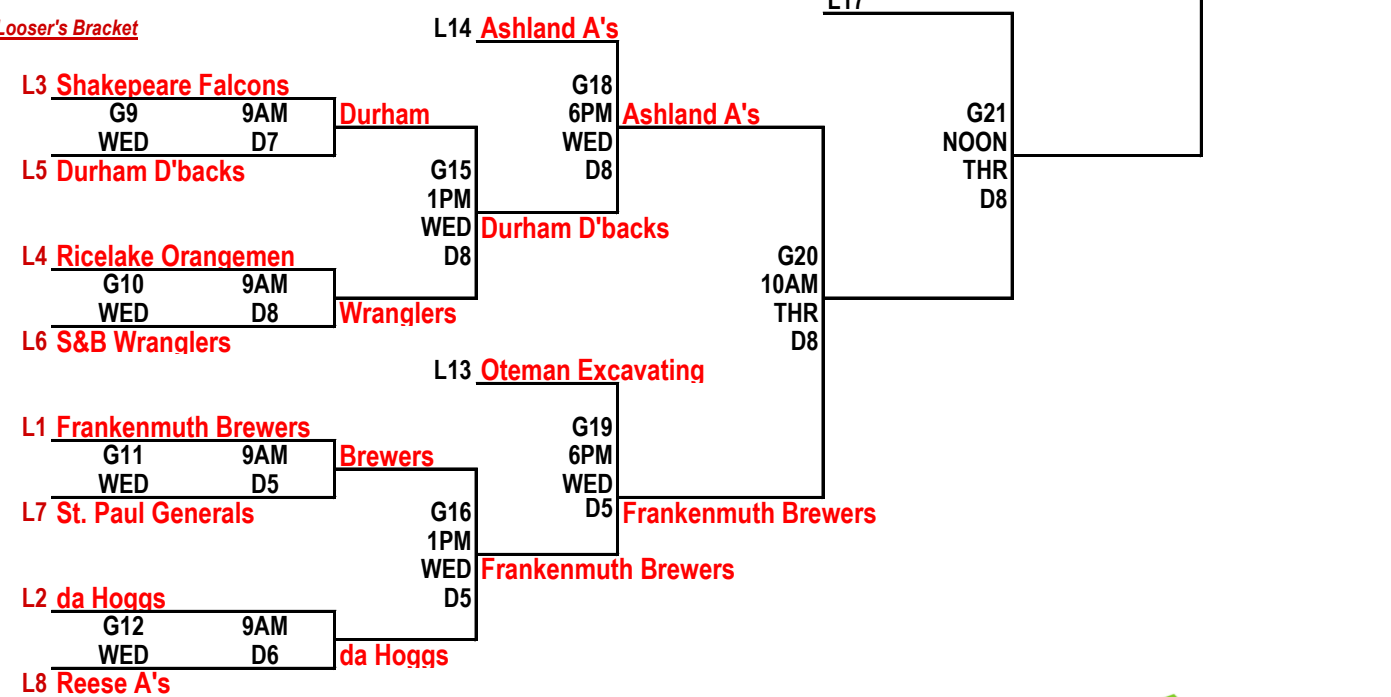 L17
Looser's Bracket
L14 Ashland A's
L3 Shakepeare Falcons
G9 9AM
WED D7
L5 Durham D'backs
Durham
G18
6PM
WED
D8
Ashland A's
G21
NOON
THR
D8
G15
1PM
WED
D8
Durham D'backs
L4 Ricelake Orangemen
G10 9AM
WED D8
L6 S&B Wranglers
Wranglers
G20
10AM
THR
D8
L13 Oteman Excavating
L1 Frankenmuth Brewers
G11 9AM
WED D5
L7 St. Paul Generals
Brewers
G19
6PM
WED
D5
Frankenmuth Brewers
G16
1PM
WED
D5
Frankenmuth Brewers
L2 da Hoggs
G12 9AM
WED D6
L8 Reese A's
da Hoggs